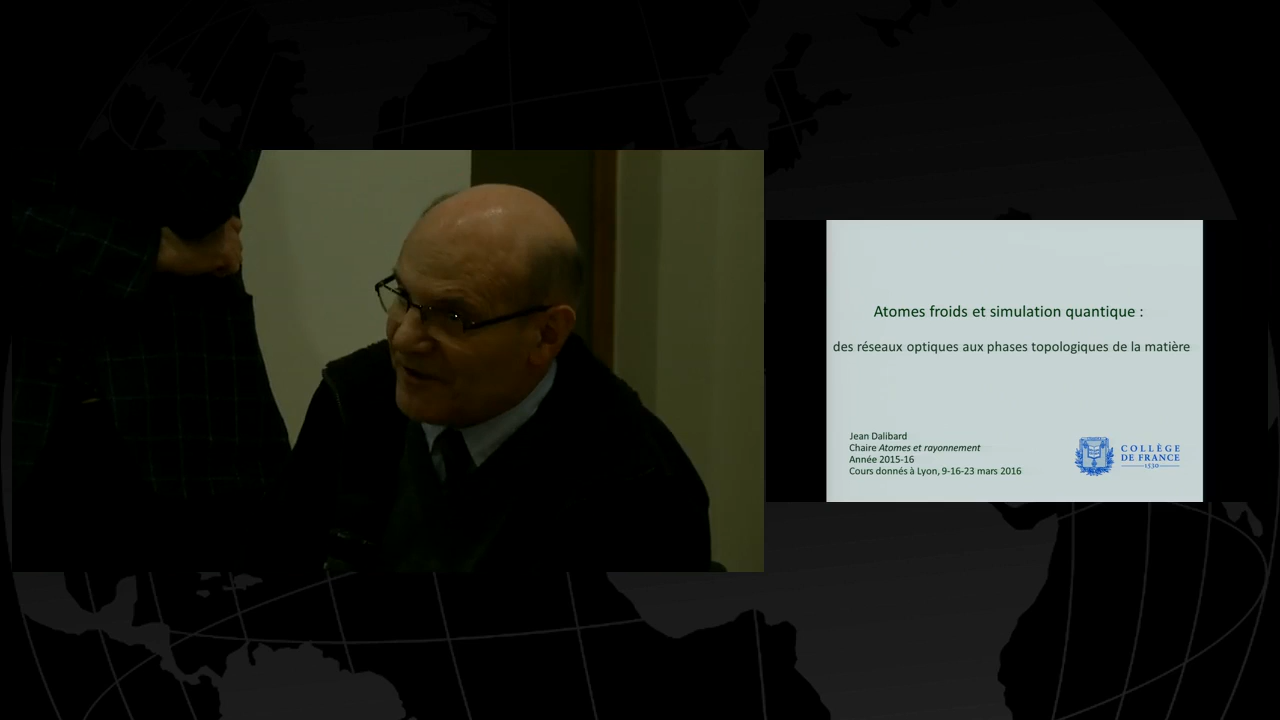 Atomes froids et simulation quantique :
des réseaux optiques aux phases topologiques de la matière
Jean Dalibard
Chaire Atomes et rayonnement
Année 2015-16
Cours donnés à Lyon, 9-16-23 mars 2016
COLLÈGE
DE FRANCE
1530